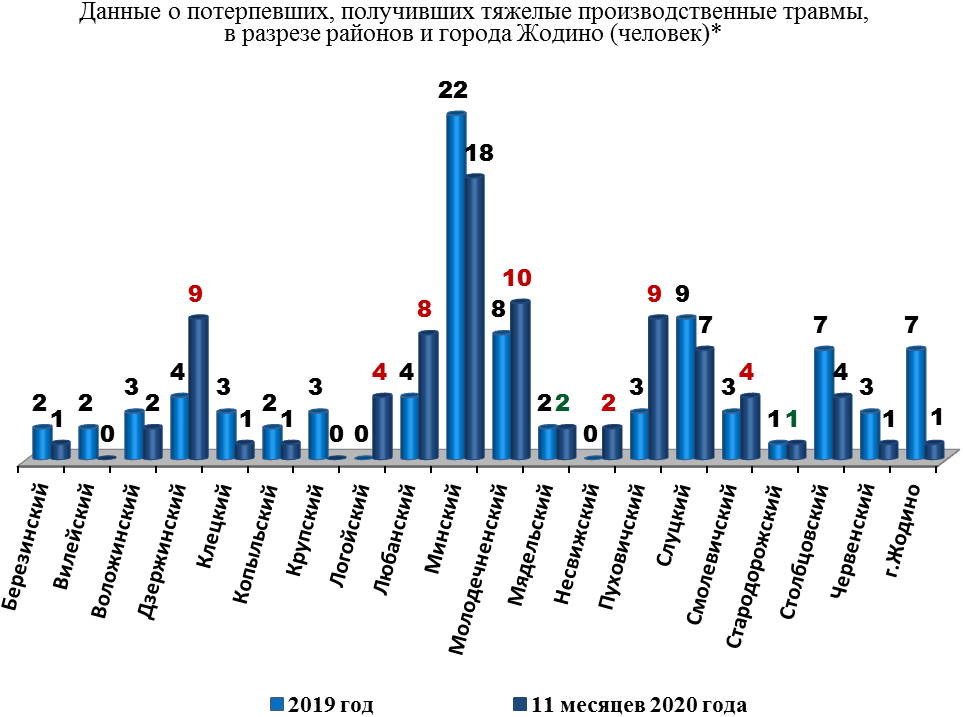 Данные о потерпевших, получивших тяжелые производственные травмы,
в разрезе районов и города Жодино (человек)*
22
18
9
8
8
10
9
9
7
7
7
4
4
4
4
4
3
3
3
3
3
3
2
1
2
0
2
1
2
1
0
0
2
2
0
2
1
1
1
1
Березинский
Вилейский
Воложинский
Дзержинский
Клецкий
Копыльский
Крупский
Логойский
Любанский
Минский
Молодечненский
Мядельский
Несвижский
Пуховичский
Слуцкий
Смолевичский
Стародорожский
Столбцовский
Червенский
г.Жодино
2019 год
11 месяцев 2020 года